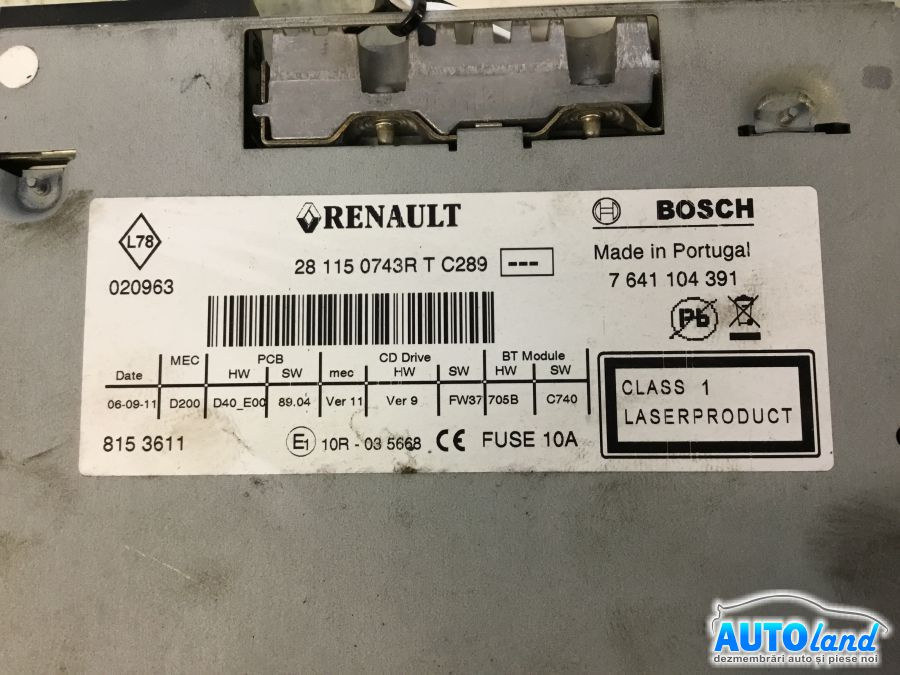 L78
020963
RENAULT
28 115 0743R T C289 ---
BOSCH
Made in Portugal
7 641 104 391
Pb
MEC PCB CD Drive BT Module
Date HW SW mec HW SW HW SW
06-09-11 D200 D40_E00 89.04 Ver 11 Ver 9 FW37 705B C740
815 3611
E1 10R - 03 5668 CE FUSE 10A
CLASS 1
LASERPRODUCT
AUTOland
dezmembrări auto și piese noi